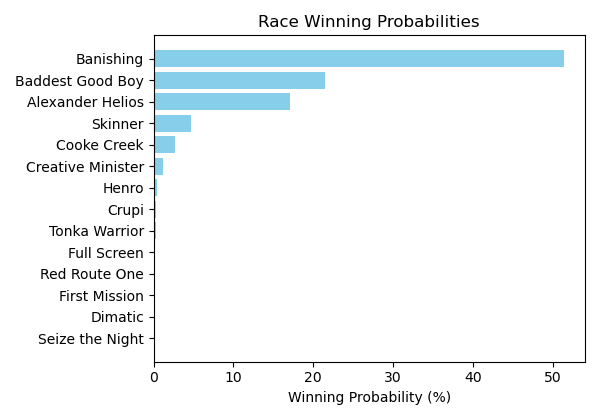 Race Winning Probabilities
Banishing
Baddest Good Boy
Alexander Helios
Skinner
Cooke Creek
Creative Minister
Henro
Crupi
Tonka Warrior
Full Screen
Red Route One
First Mission
Dimatic
Seize the Night
0 10 20 30 40 50
Winning Probability (%)